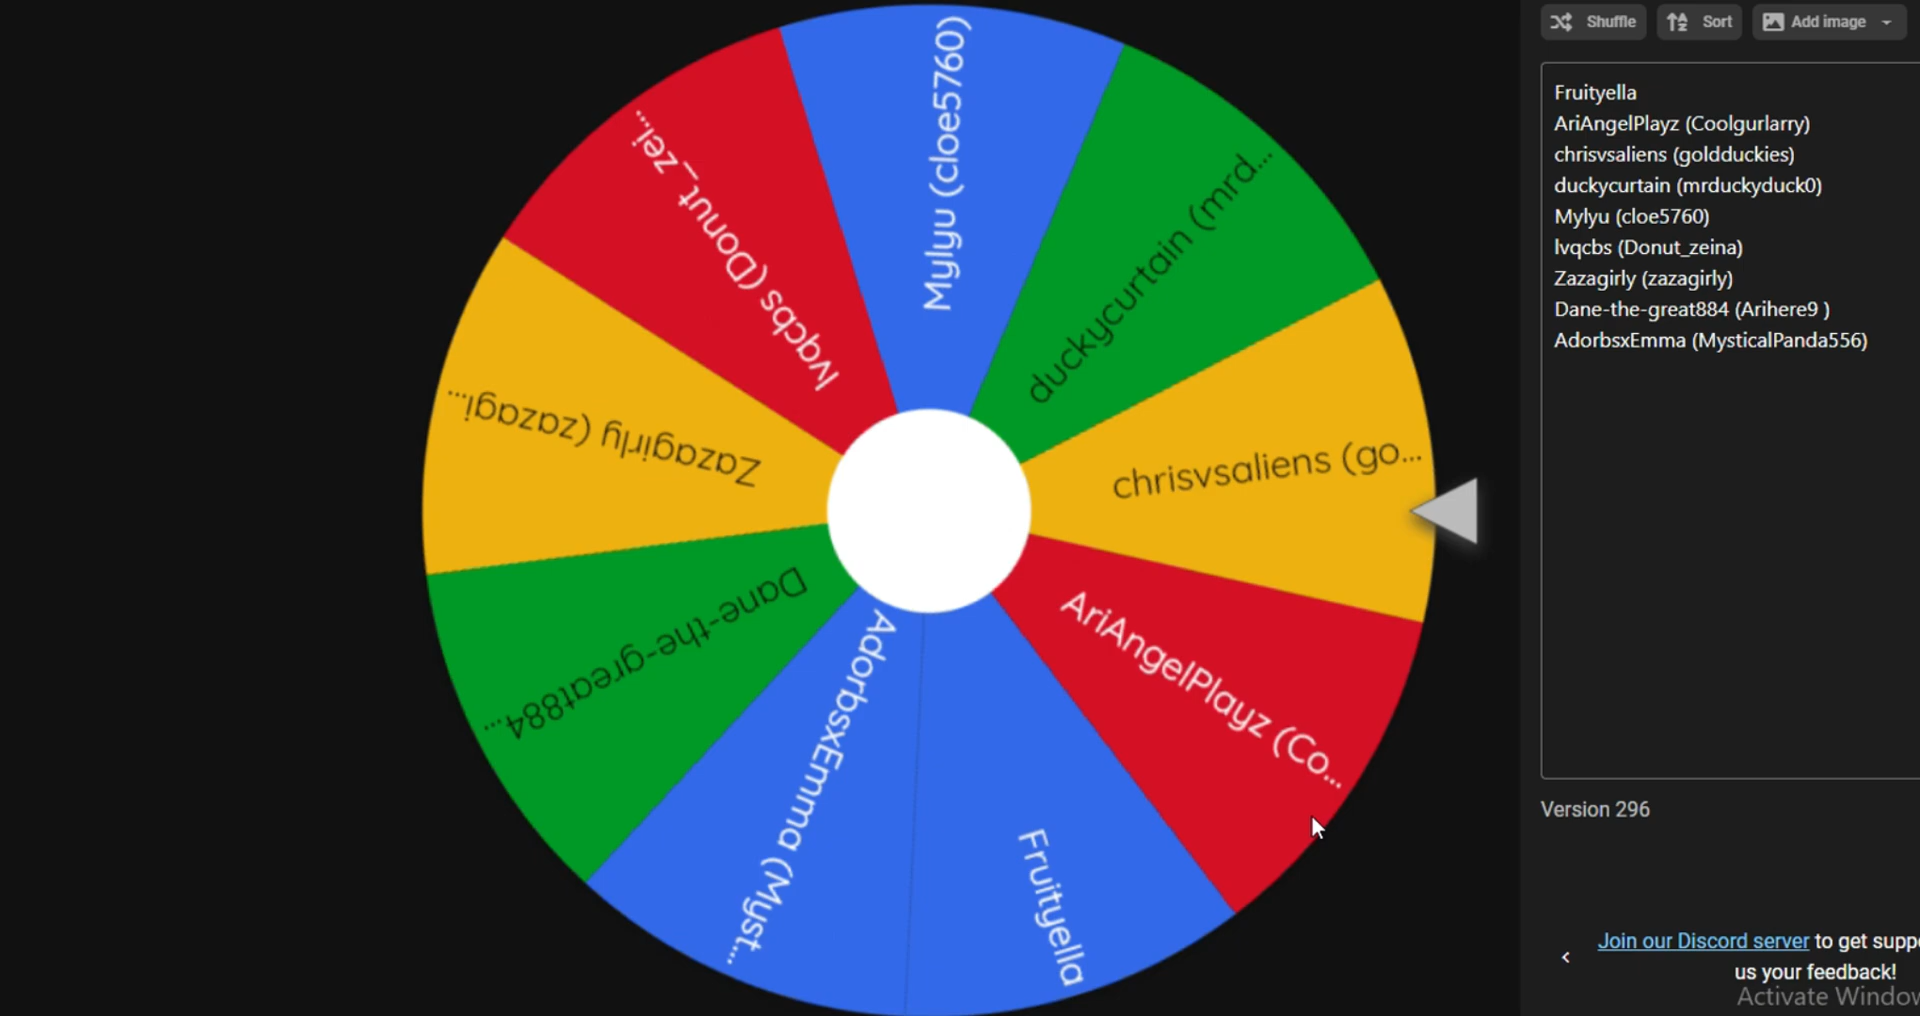 Shuffle
Sort
Add image
Fruityella
AriAngelPlayz (Coolgurlarry)
chrisvsaliens (goldduckies)
duckycurtain (mrduckyduck0)
Mylyu (cloe5760)
lvqcbs (Donut_zeina)
Zazagirly (zazagirly)
Dane-the-great884 (Arihere9 )
AdorbsxEmma (MysticalPanda556)
Mylyu (cloe5760)
duckycurtain (mrd...
chrisvsaliens (go...
AriAngelPlayz (Co...
Fruityella
AdorbsxEmma (Myst...
Dane-the-great884...
Zazagirly (zazagi...
lvqcbs (Donut_zei...
Version 296
Join our Discord server to get supp
us your feedback!
Activate Window